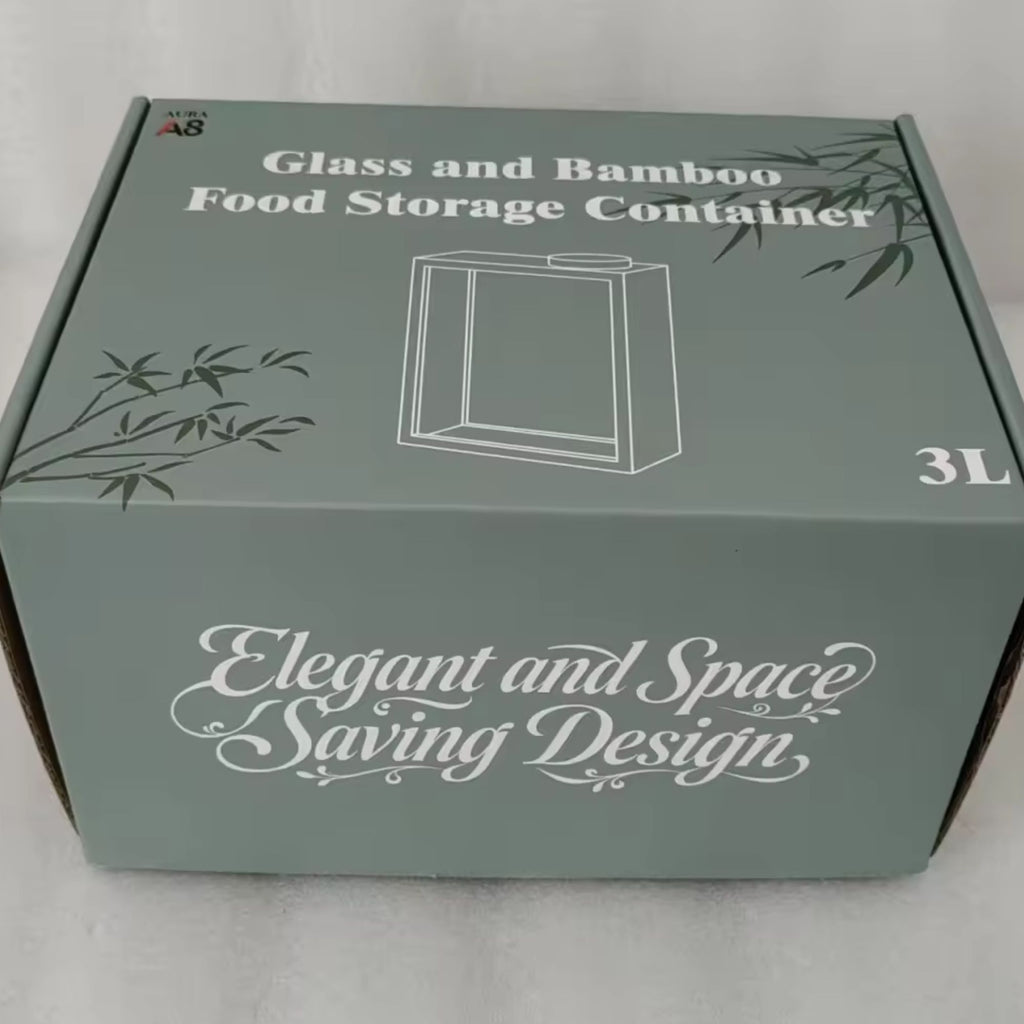 AURA
A8
Glass and Bamboo
Food Storage Container
3L
Elegant and Space
Saving Design